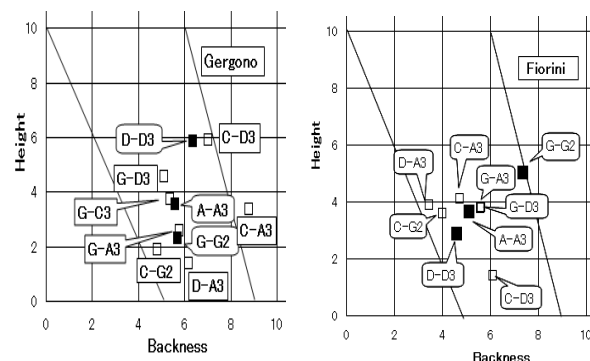 10
8
6
4
2
0
Height
Gergono
D-D3
C-D3
G-D3
G-C3
A-A3
G-A3
C-A3
G-G2
C-G2
D-A3
0 2 4 6 8 10
Backness
10
8
6
4
2
0
Height
Fiorini
G-G2
C-A3
D-A3
G-A3
G-D3
C-G2
A-A3
D-D3
C-D3
0 2 4 6 8 10
Backness